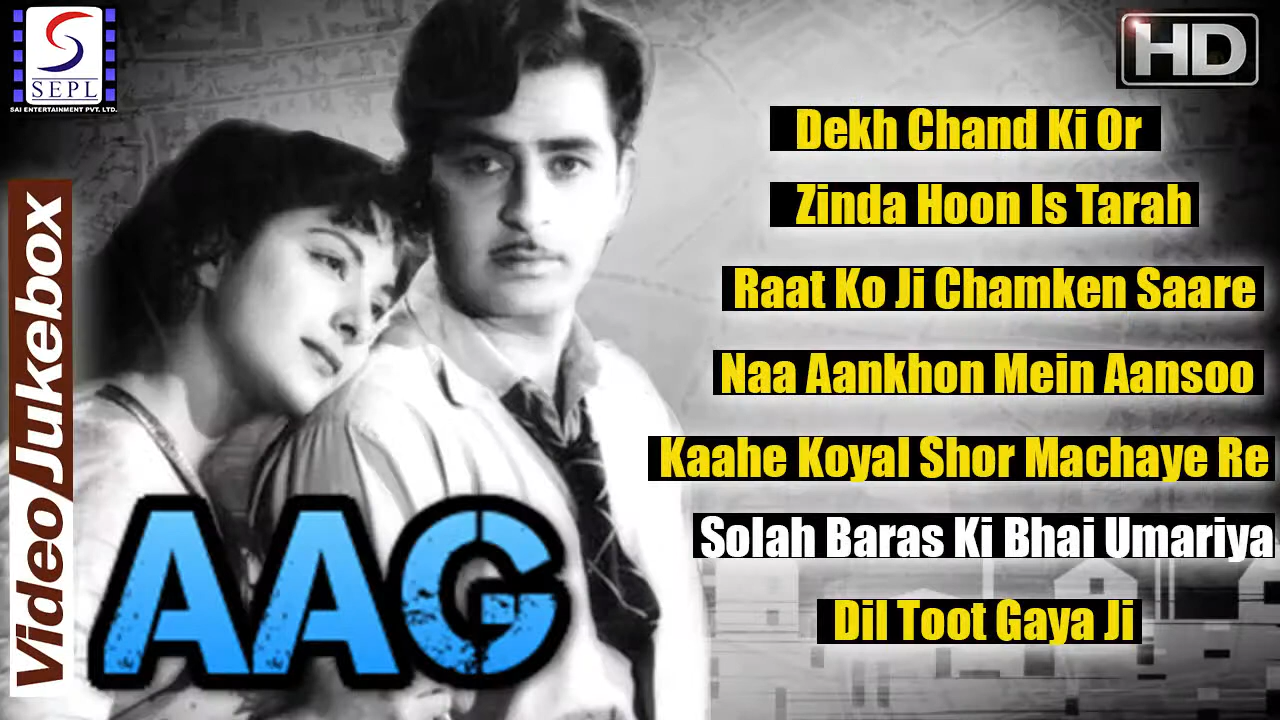 S
SEPL
SAI ENTERTAINMENT PVT. LTD.
HD
Video Jukebox
Dekh Chand Ki Or
Zinda Hoon Is Tarah
Raat Ko Ji Chamken Saare
Naa Aankhon Mein Aansoo
Kaahe Koyal Shor Machaye Re
Solah Baras Ki Bhai Umariya
Dil Toot Gaya Ji
AAG